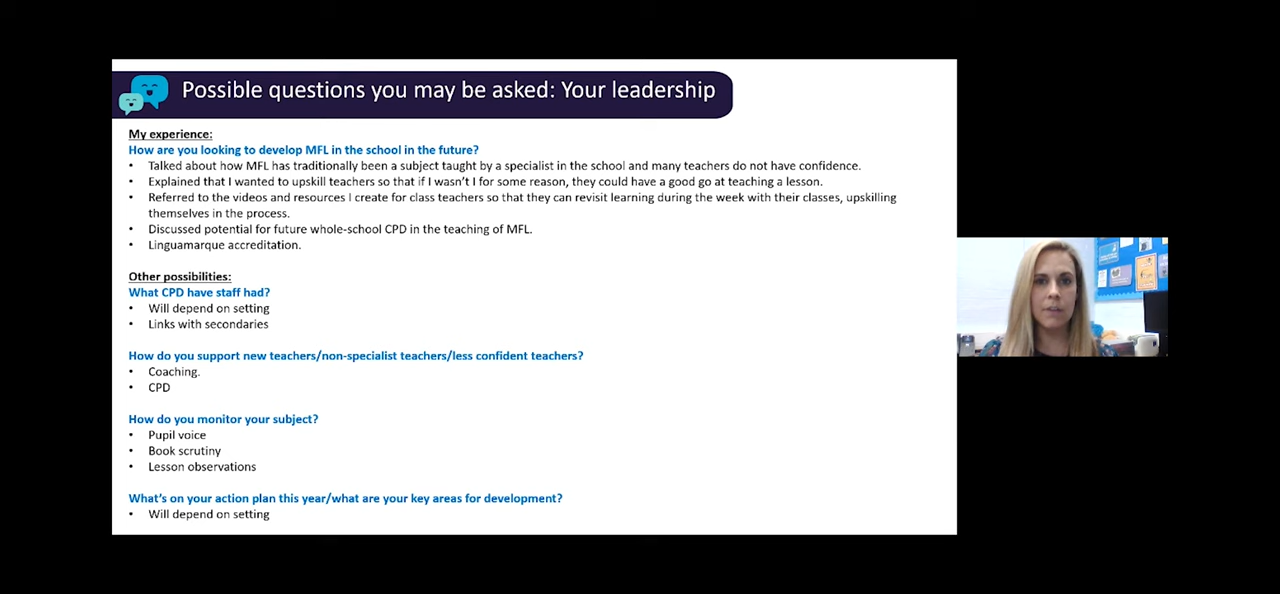 Possible questions you may be asked: Your leadership
My experience:
How are you looking to develop MFL in the school in the future?
• Talked about how MFL has traditionally been a subject taught by a specialist in the school and many teachers do not have confidence.
• Explained that I wanted to upskill teachers so that if I wasn't I for some reason, they could have a good go at teaching a lesson.
• Referred to the videos and resources I create for class teachers so that they can revisit learning during the week with their classes, upskilling
themselves in the process.
• Discussed potential for future whole-school CPD in the teaching of MFL.
• Linguamarque accreditation.
Other possibilities:
What CPD have staff had?
• Will depend on setting
• Links with secondaries
How do you support new teachers/non-specialist teachers/less confident teachers?
• Coaching.
• CPD
How do you monitor your subject?
• Pupil voice
• Book scrutiny
• Lesson observations
What's on your action plan this year/what are your key areas for development?
• Will depend on setting